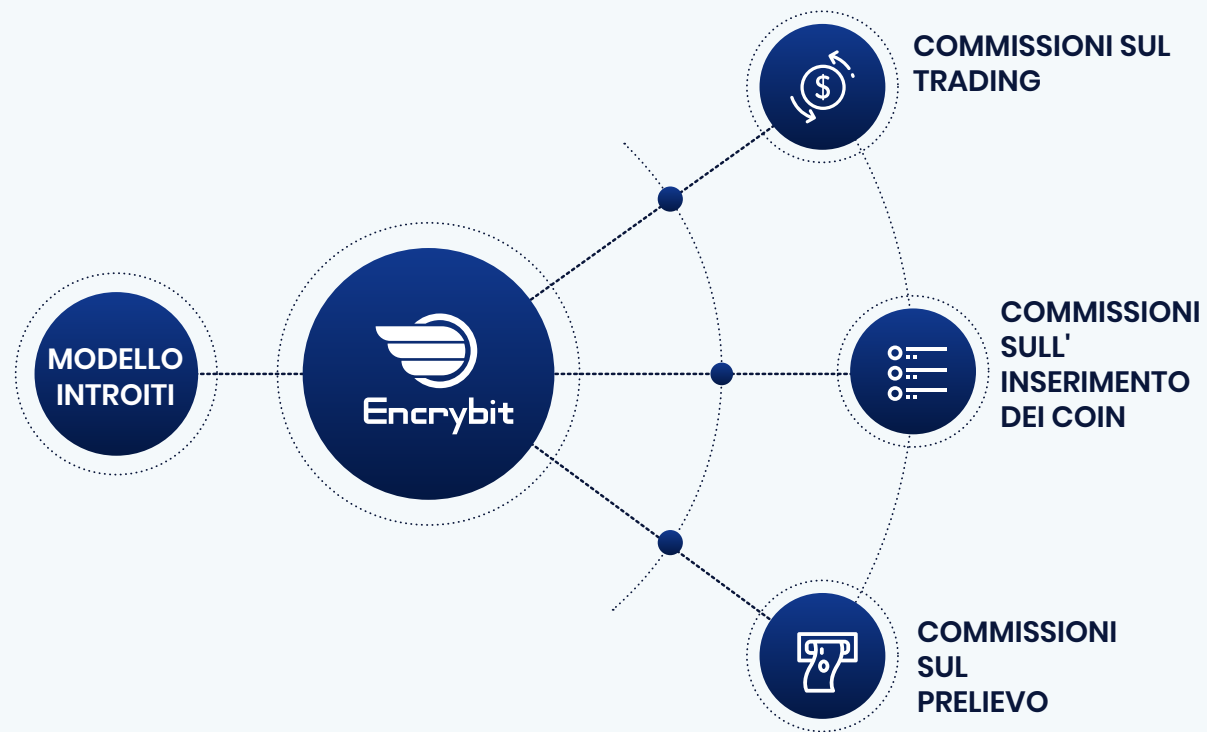 COMMISSIONI SUL
TRADING
MODELLO
INTROITI
Encrybit
COMMISSIONI
SULL'
INSERIMENTO
DEI COIN
COMMISSIONI
SUL
PRELIEVO